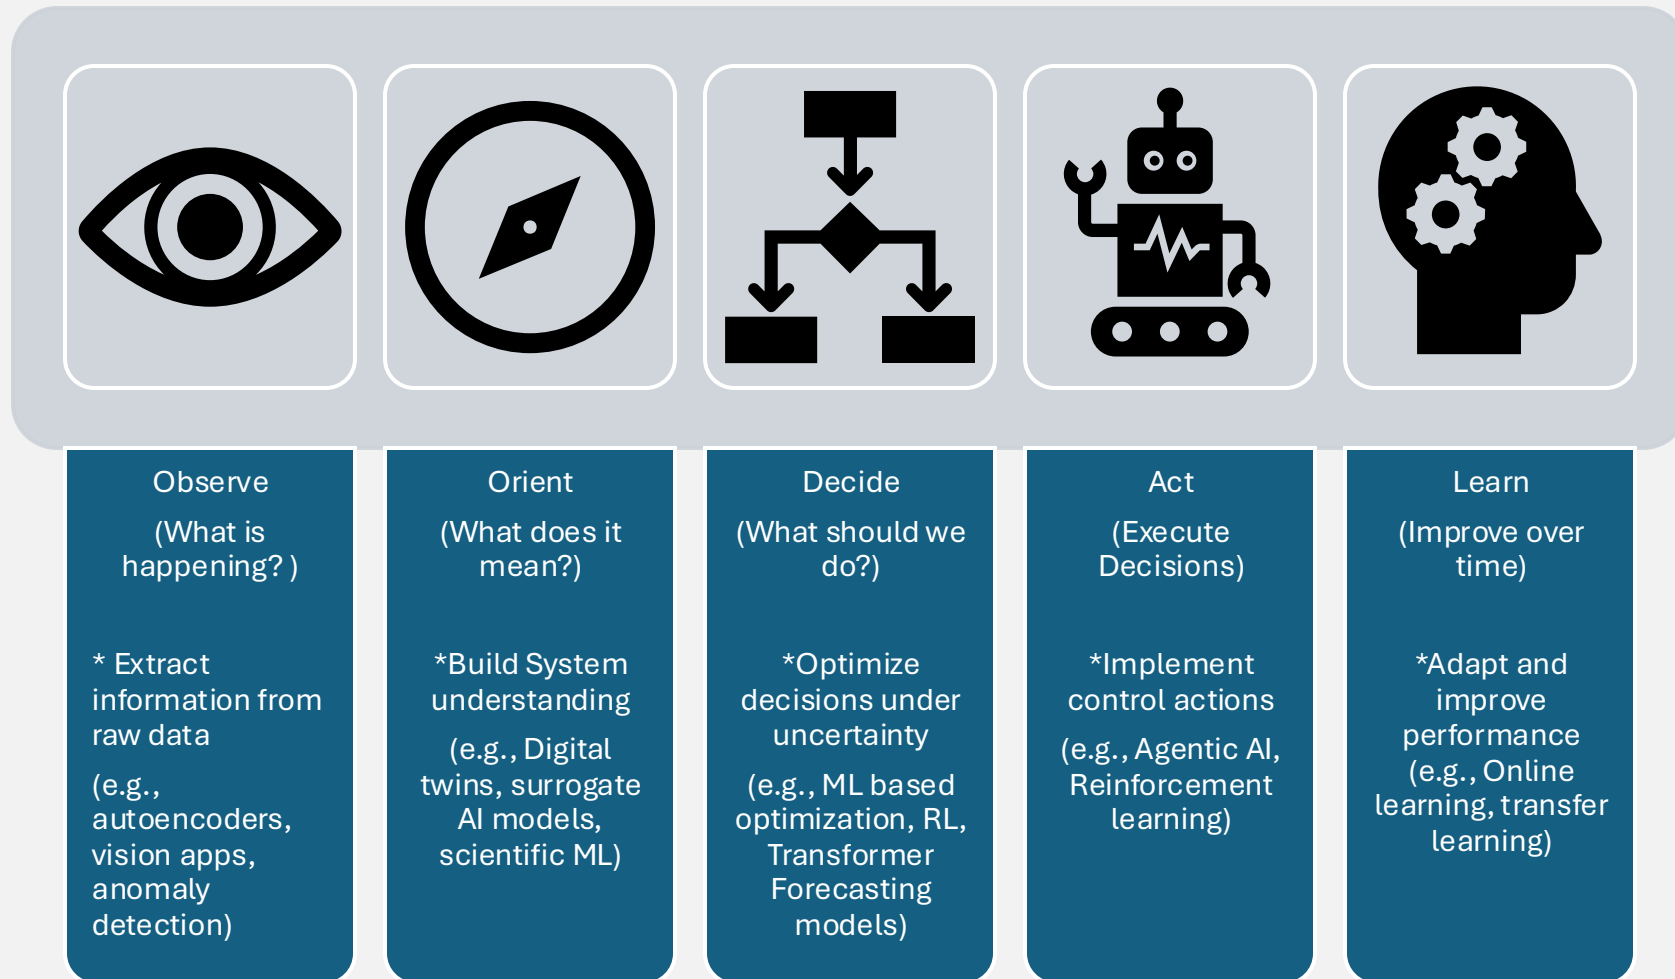 Observe
(What is
happening? )
* Extract
information from
raw data
(e.g.,
autoencoders,
vision apps,
anomaly
detection)
Orient
(What does it
mean?)
*Build System
understanding
(e.g., Digital
twins, surrogate
AI models,
scientific ML)
Decide
(What should we
do?)
*Optimize
decisions under
uncertainty
(e.g., ML based
optimization, RL,
Transformer
Forecasting
models)
Act
(Execute
Decisions)
*Implement
control actions
(e.g., Agentic AI,
Reinforcement
learning)
Learn
(Improve over
time)
*Adapt and
improve
performance
(e.g., Online
learning, transfer
learning)